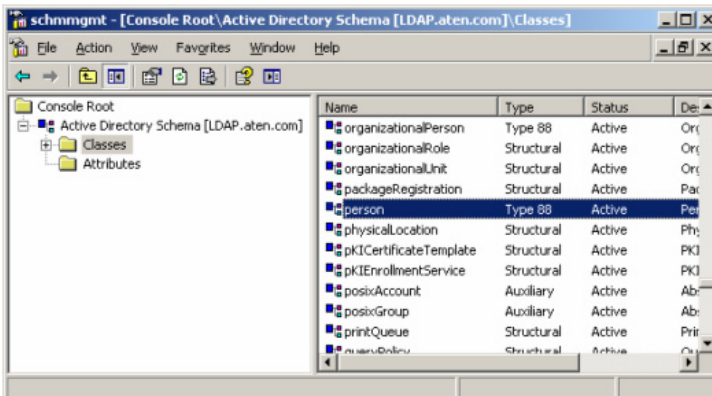 schmmgmt - [Console Root\Active Directory Schema [LDAP.aten.com]\Classes]
File Action View Favorites Window Help
Console Root
Active Directory Schema [LDAP.aten.com]
Classes
Attributes
Name Type Status
organizationalPerson Type 88 Active
organizationalRole Structural Active
organizationalUnit Structural Active
packageRegistration Structural Active
person Type 88 Active
physicalLocation Structural Active
pKICertificateTemplate Structural Active
pKIEnrollmentService Structural Active
posixAccount Auxiliary Active
posixGroup Auxiliary Active
printQueue Structural Active
queryPolicy Structural Active